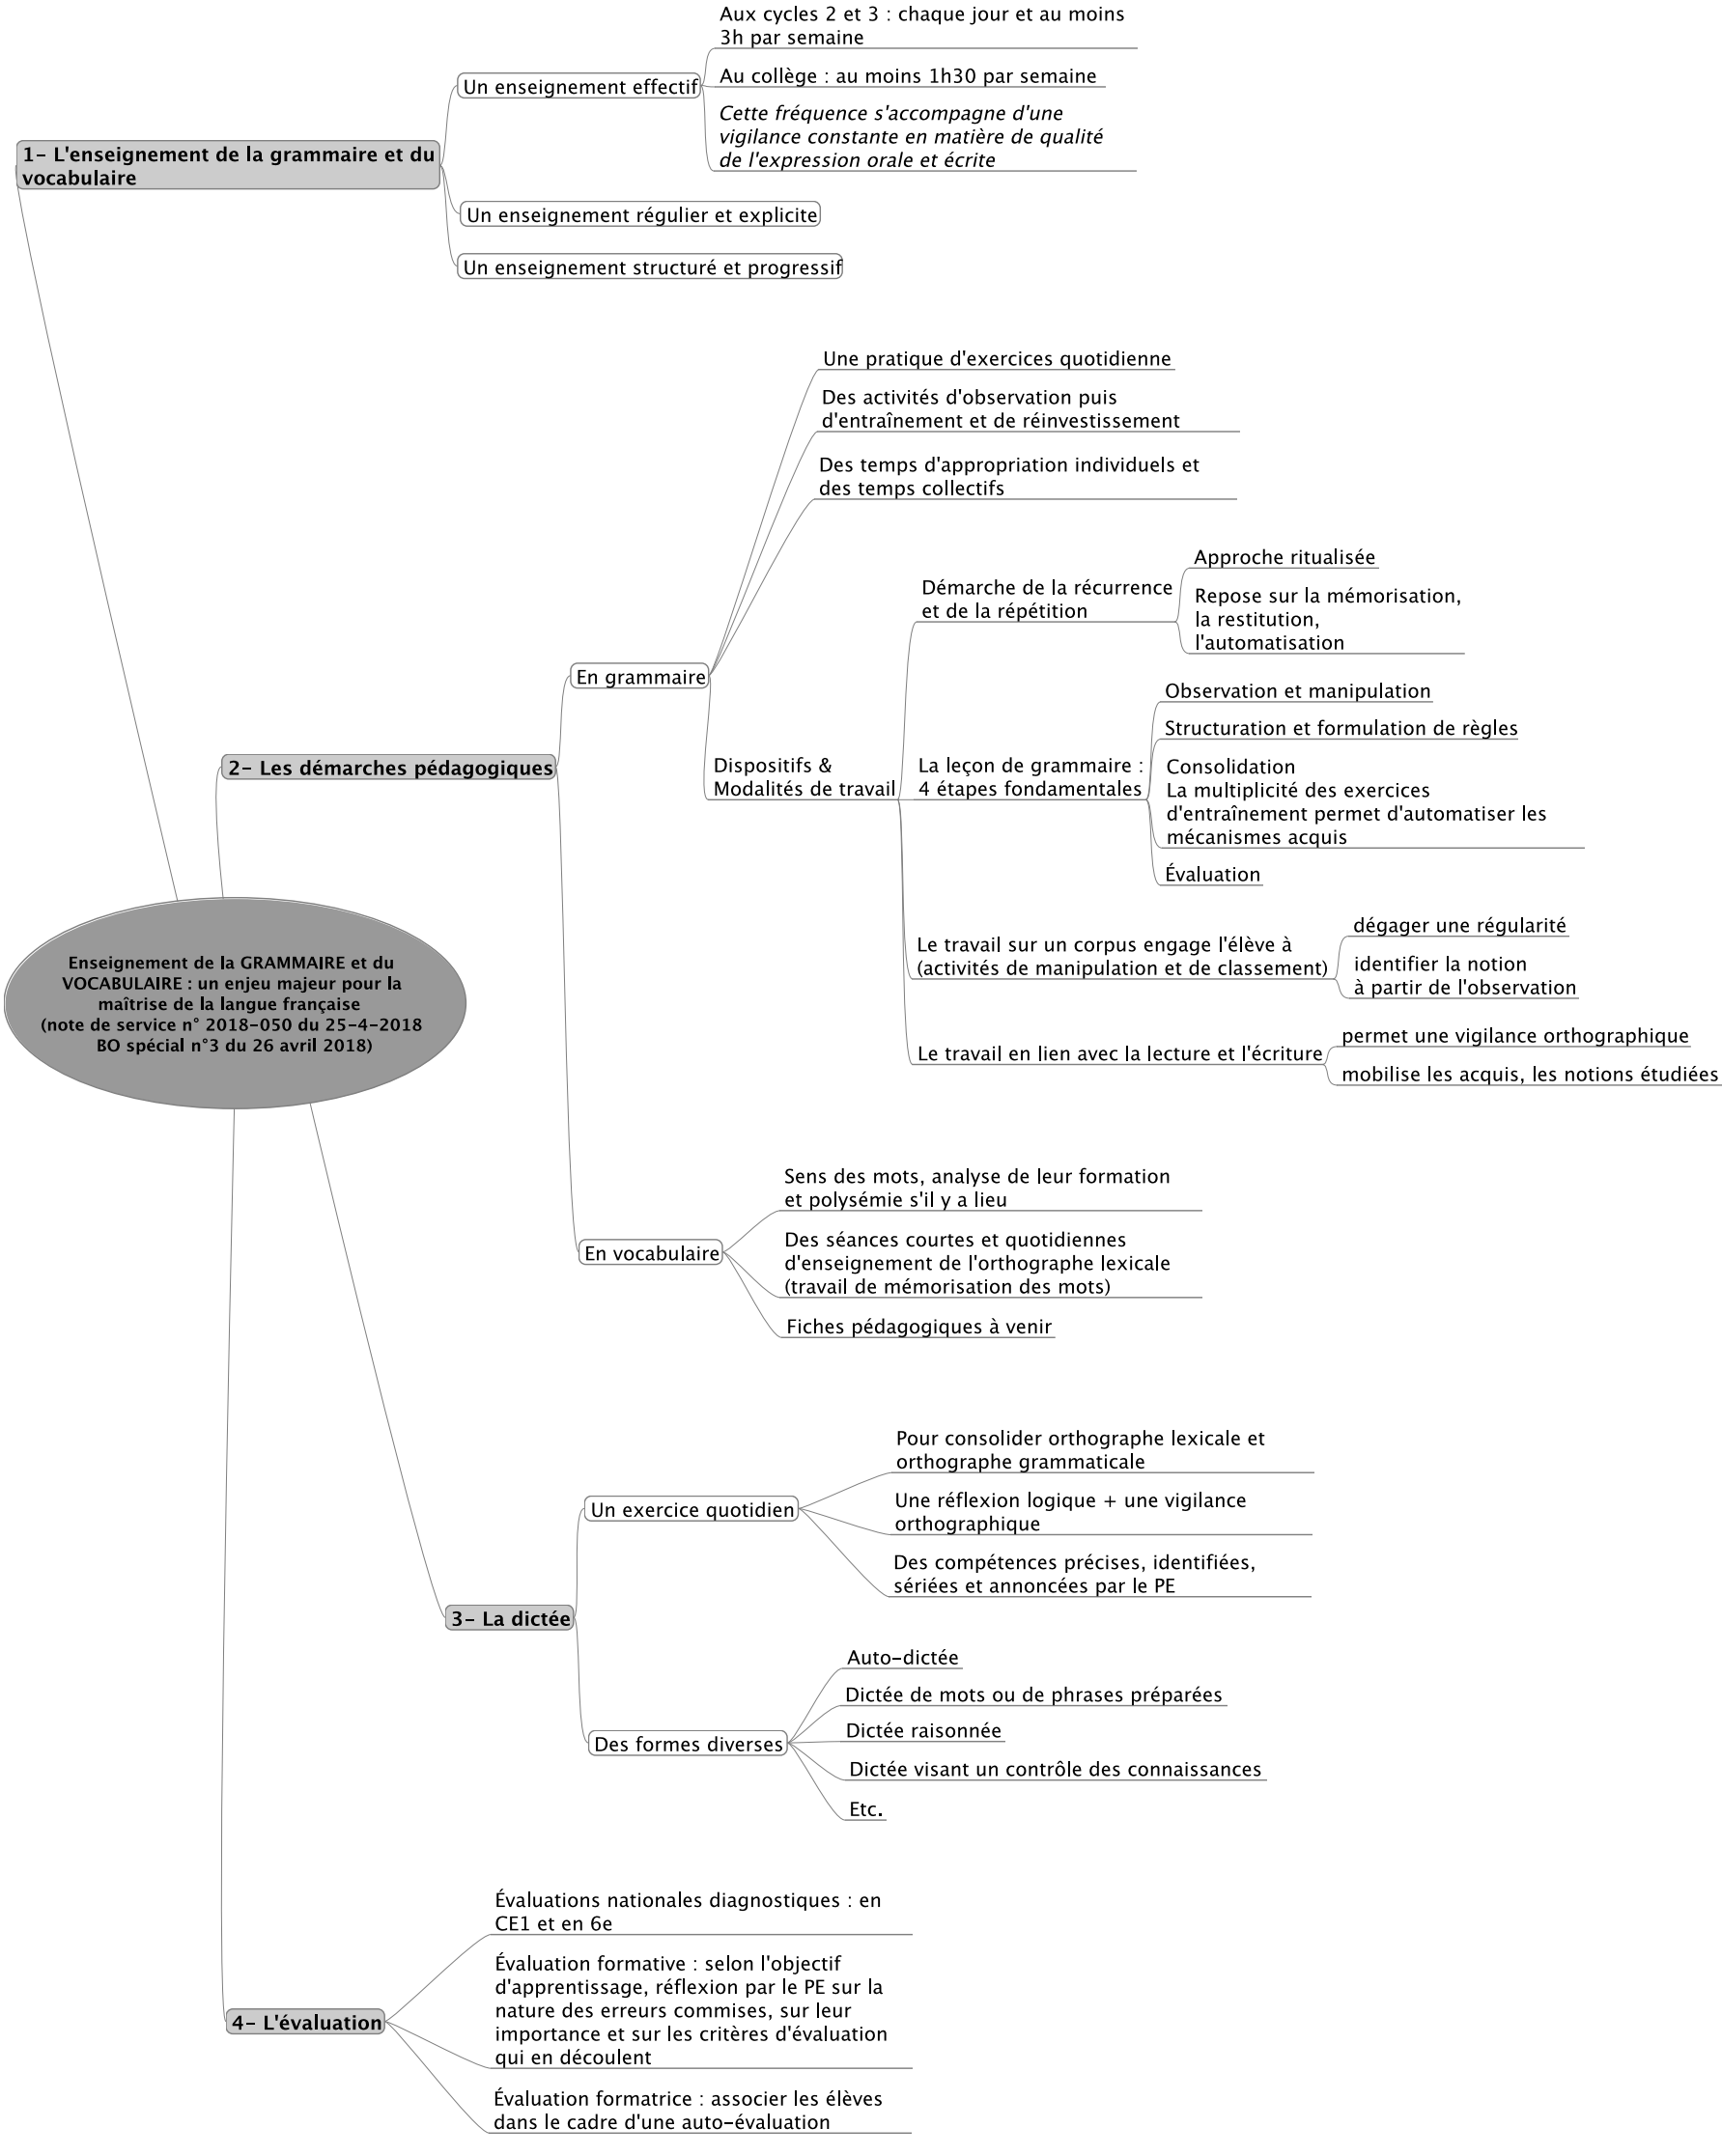 Aux cycles 2 et 3 : chaque jour et au moins
3h par semaine
Un enseignement effectif
Au collège : au moins 1h30 par semaine
Cette fréquence s'accompagne d'une
vigilance constante en matière de qualité
de l'expression orale et écrite
1- L'enseignement de la grammaire et du
vocabulaire
Un enseignement régulier et explicite
Un enseignement structuré et progressif
Une pratique d'exercices quotidienne
Des activités d'observation puis
d'entraînement et de réinvestissement
Des temps d'appropriation individuels et
des temps collectifs
En grammaire
Démarche de la récurrence
et de la répétition
Approche ritualisée
Repose sur la mémorisation,
la restitution,
l'automatisation
2- Les démarches pédagogiques
Dispositifs &
Modalités de travail
La leçon de grammaire :
4 étapes fondamentales
Observation et manipulation
Structuration et formulation de règles
Consolidation
La multiplicité des exercices
d'entraînement permet d'automatiser les
mécanismes acquis
Évaluation
Le travail sur un corpus engage l'élève à
(activités de manipulation et de classement)
dégager une régularité
identifier la notion
à partir de l'observation
Le travail en lien avec la lecture et l'écriture
permet une vigilance orthographique
mobilise les acquis, les notions étudiées
Enseignement de la GRAMMAIRE et du
VOCABULAIRE : un enjeu majeur pour la
maîtrise de la langue française
(note de service n° 2018-050 du 25-4-2018
BO spécial n°3 du 26 avril 2018)
En vocabulaire
Sens des mots, analyse de leur formation
et polysémie s'il y a lieu
Des séances courtes et quotidiennes
d'enseignement de l'orthographe lexicale
(travail de mémorisation des mots)
Fiches pédagogiques à venir
3- La dictée
Un exercice quotidien
Pour consolider orthographe lexicale et
orthographe grammaticale
Une réflexion logique + une vigilance
orthographique
Des compétences précises, identifiées,
sériées et annoncées par le PE
Des formes diverses
Auto-dictée
Dictée de mots ou de phrases préparées
Dictée raisonnée
Dictée visant un contrôle des connaissances
Etc.
4- L'évaluation
Évaluations nationales diagnostiques : en
CE1 et en 6e
Évaluation formative : selon l'objectif
d'apprentissage, réflexion par le PE sur la
nature des erreurs commises, sur leur
importance et sur les critères d'évaluation
qui en découlent
Évaluation formatrice : associer les élèves
dans le cadre d'une auto-évaluation